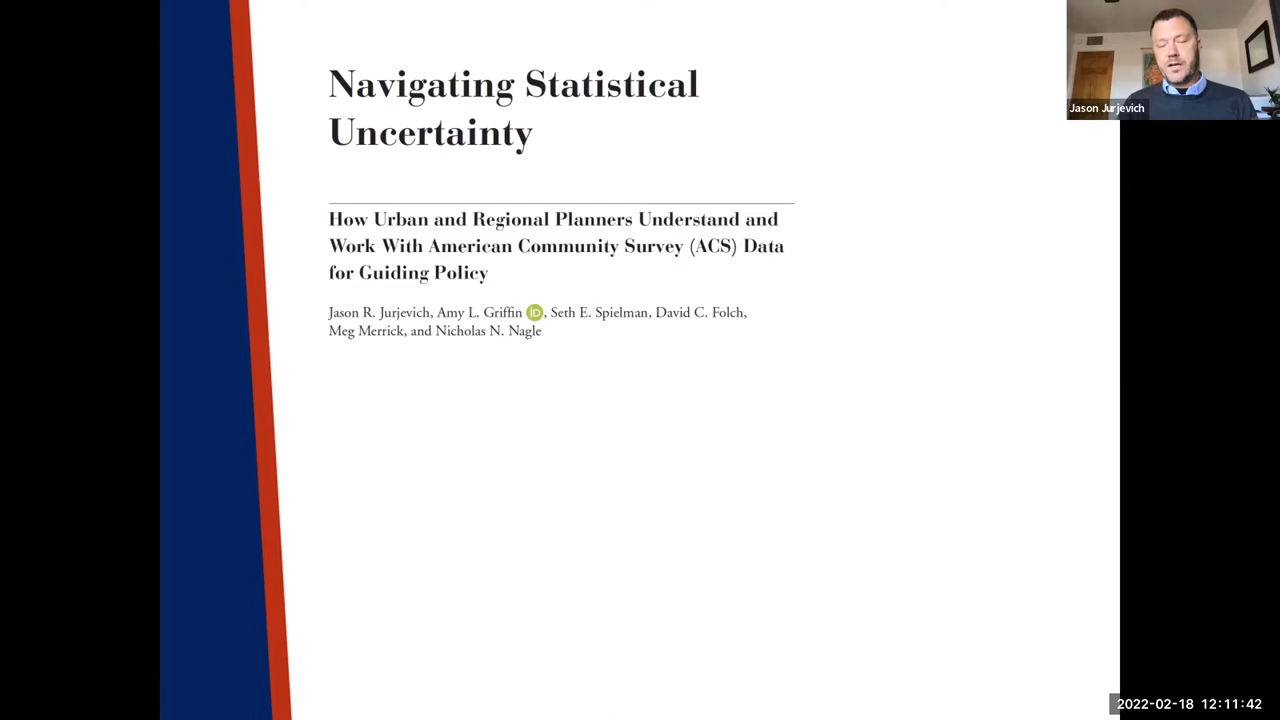 Navigating Statistical
Uncertainty
How Urban and Regional Planners Understand and
Work With American Community Survey (ACS) Data
for Guiding Policy
Jason R. Jurjevich, Amy L. Griffin iD, Seth E. Spielman, David C. Folch,
Meg Merrick, and Nicholas N. Nagle
Jason Jurjevich
2022-02-18 12:11:42